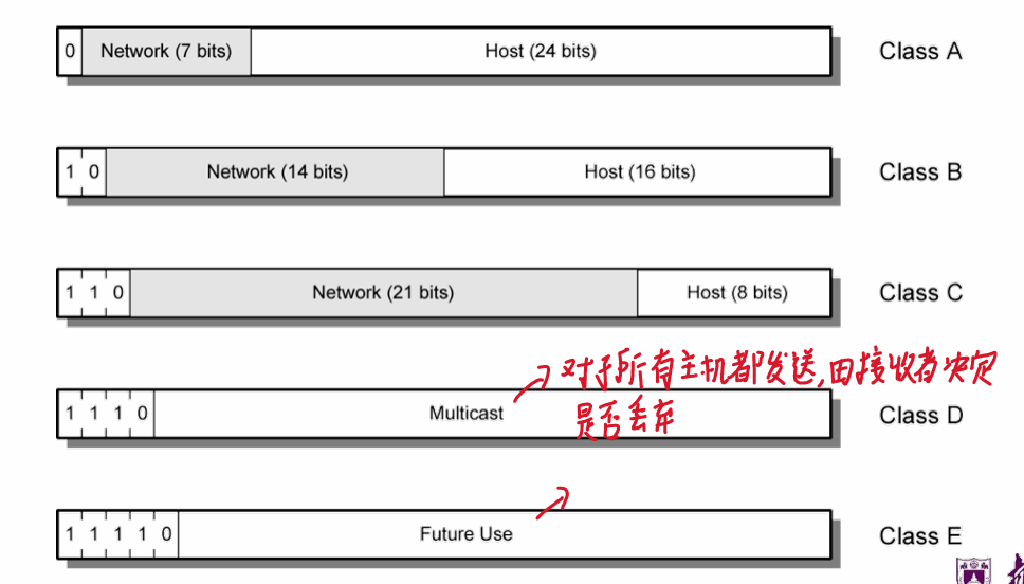 0 Network (7 bits) Host (24 bits) Class A
1 0 Network (14 bits) Host (16 bits) Class B
1 1 0 Network (21 bits) Host (8 bits) Class C
对于所有主机都发送,由接收者决定
是否丢弃
1 1 1 0 Multicast Class D
1 1 1 1 0 Future Use Class E